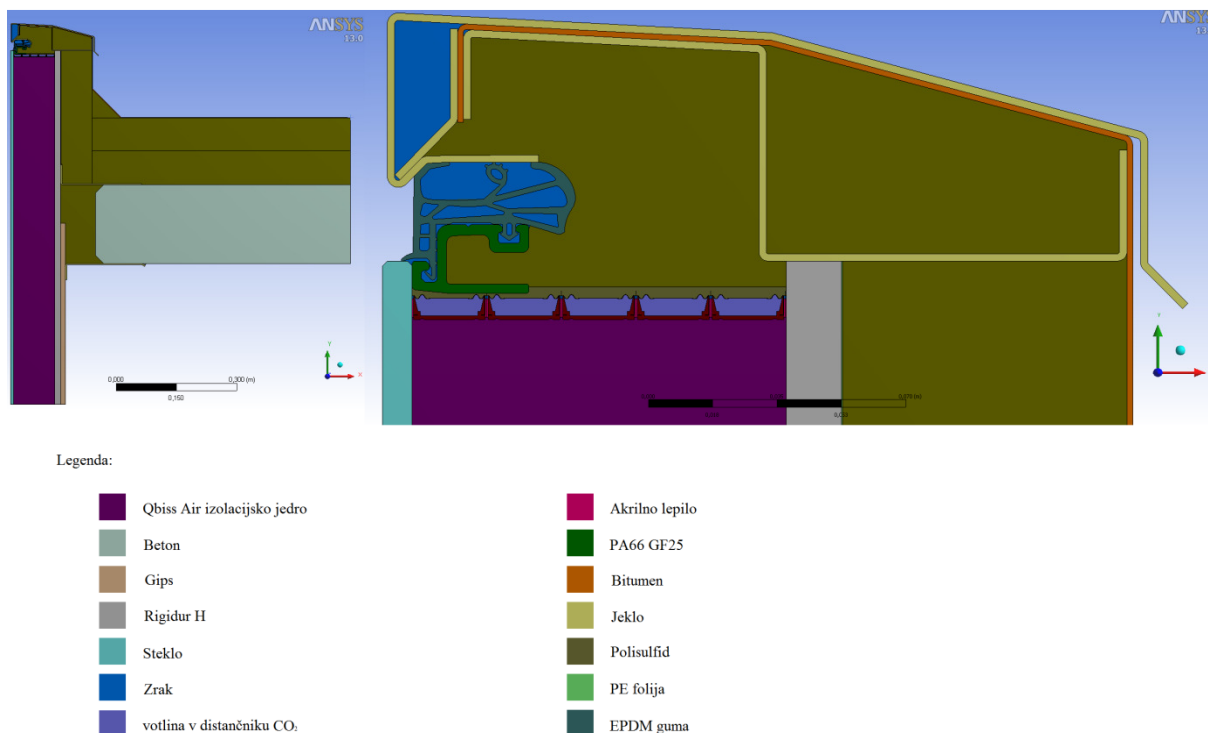 ANSYS
13.0
ANSYS
0,000
0,300 (m)
0,150
Legenda:
Qbiss Air izolacijsko jedro
Beton
Gips
Rigidur H
Steklo
Zrak
votlina v distančniku CO₂
Akrilno lepilo
PA66 GF25
Bitumen
Jeklo
Polisulfid
PE folija
EPDM guma